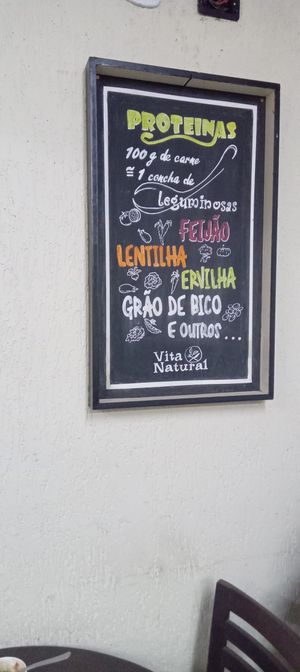 PROTEINAS
100 g de carne
≅ 1 concha de
leguminosas
FEIJÃO
LENTILHA
ERVILHA
GRÃO DE BICO
E OUTROS ...
Vita
Natural